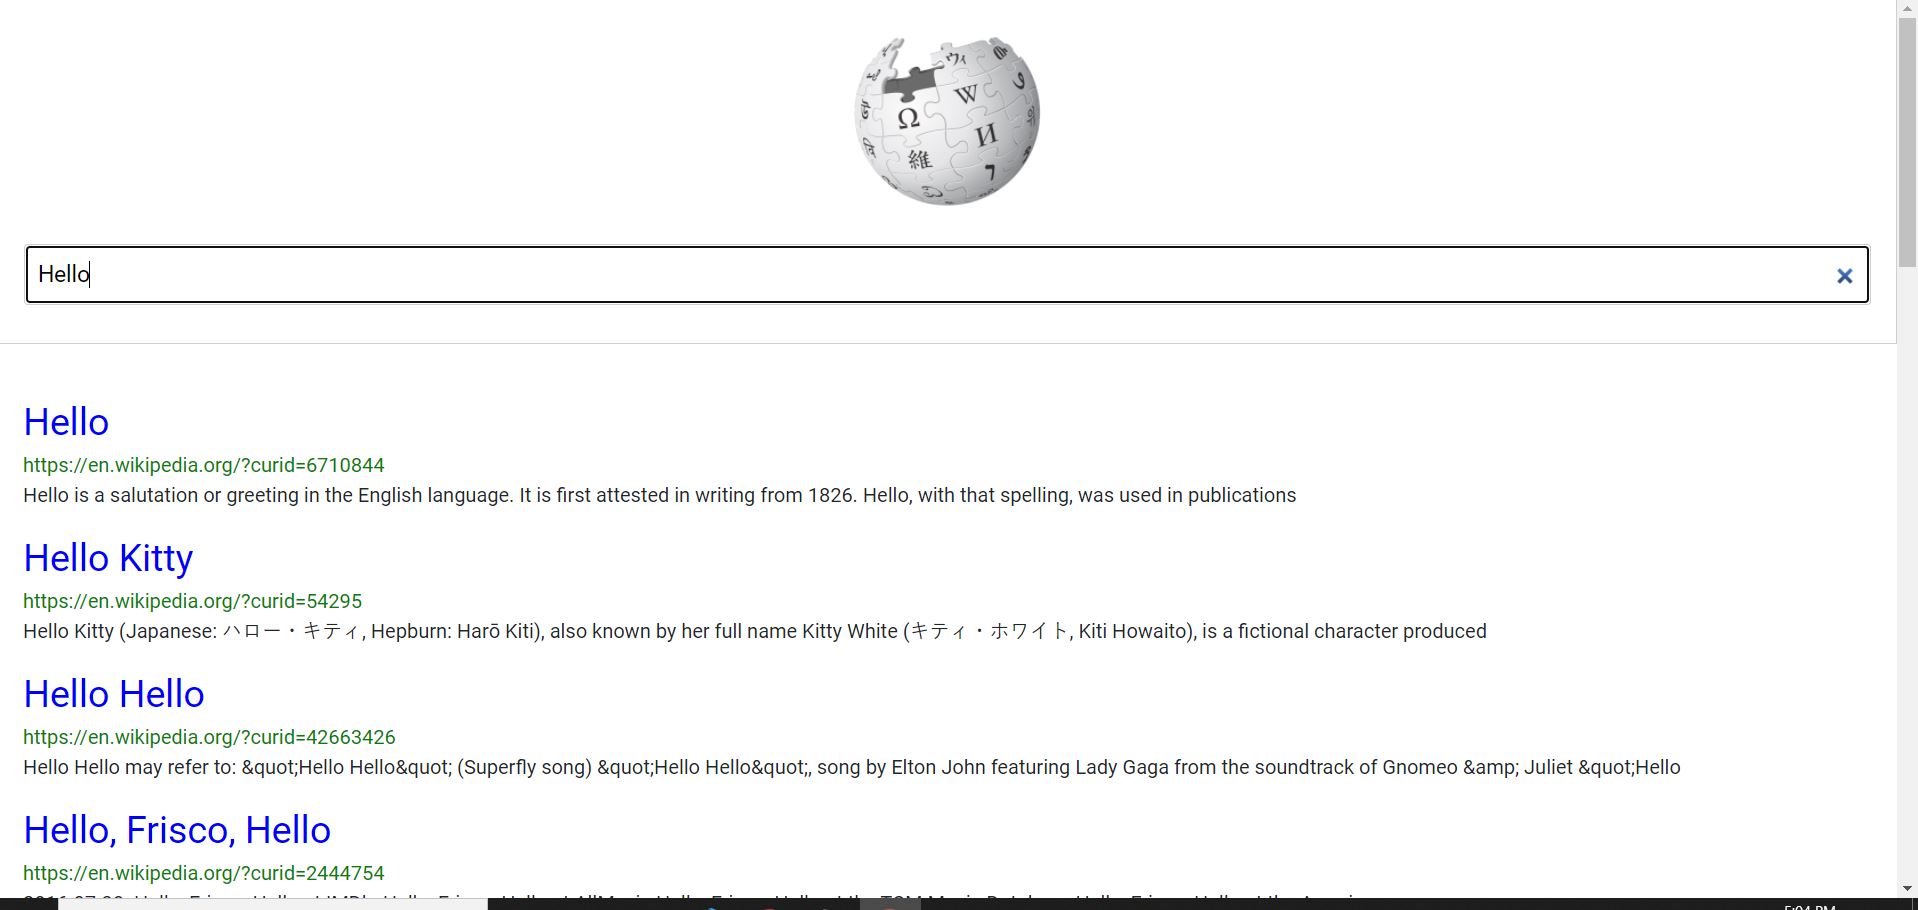 Ω
W
И
維
7
Hello
Hello
https://en.wikipedia.org/?curid=6710844
Hello is a salutation or greeting in the English language. It is first attested in writing from 1826. Hello, with that spelling, was used in publications
Hello Kitty
https://en.wikipedia.org/?curid=54295
Hello Kitty (Japanese: ハロー・キティ, Hepburn: Harō Kiti), also known by her full name Kitty White (キティ・ホワイト, Kiti Howaito), is a fictional character produced
Hello Hello
https://en.wikipedia.org/?curid=42663426
Hello Hello may refer to: &quot;Hello Hello&quot; (Superfly song) &quot;Hello Hello&quot;, song by Elton John featuring Lady Gaga from the soundtrack of Gnomeo &amp; Juliet &quot;Hello
Hello, Frisco, Hello
https://en.wikipedia.org/?curid=2444754